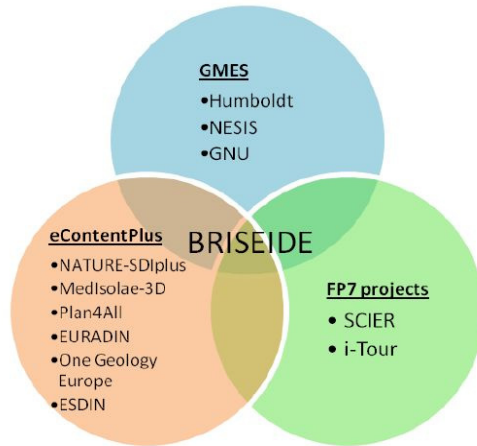 GMES
•Humboldt
•NESIS
•GNU
BRISEIDE
eContentPlus
•NATURE-SDIplus
•MedIsolae-3D
•Plan4All
•EURADIN
•One Geology
Europe
•ESDIN
FP7 projects
• SCIER
• i-Tour